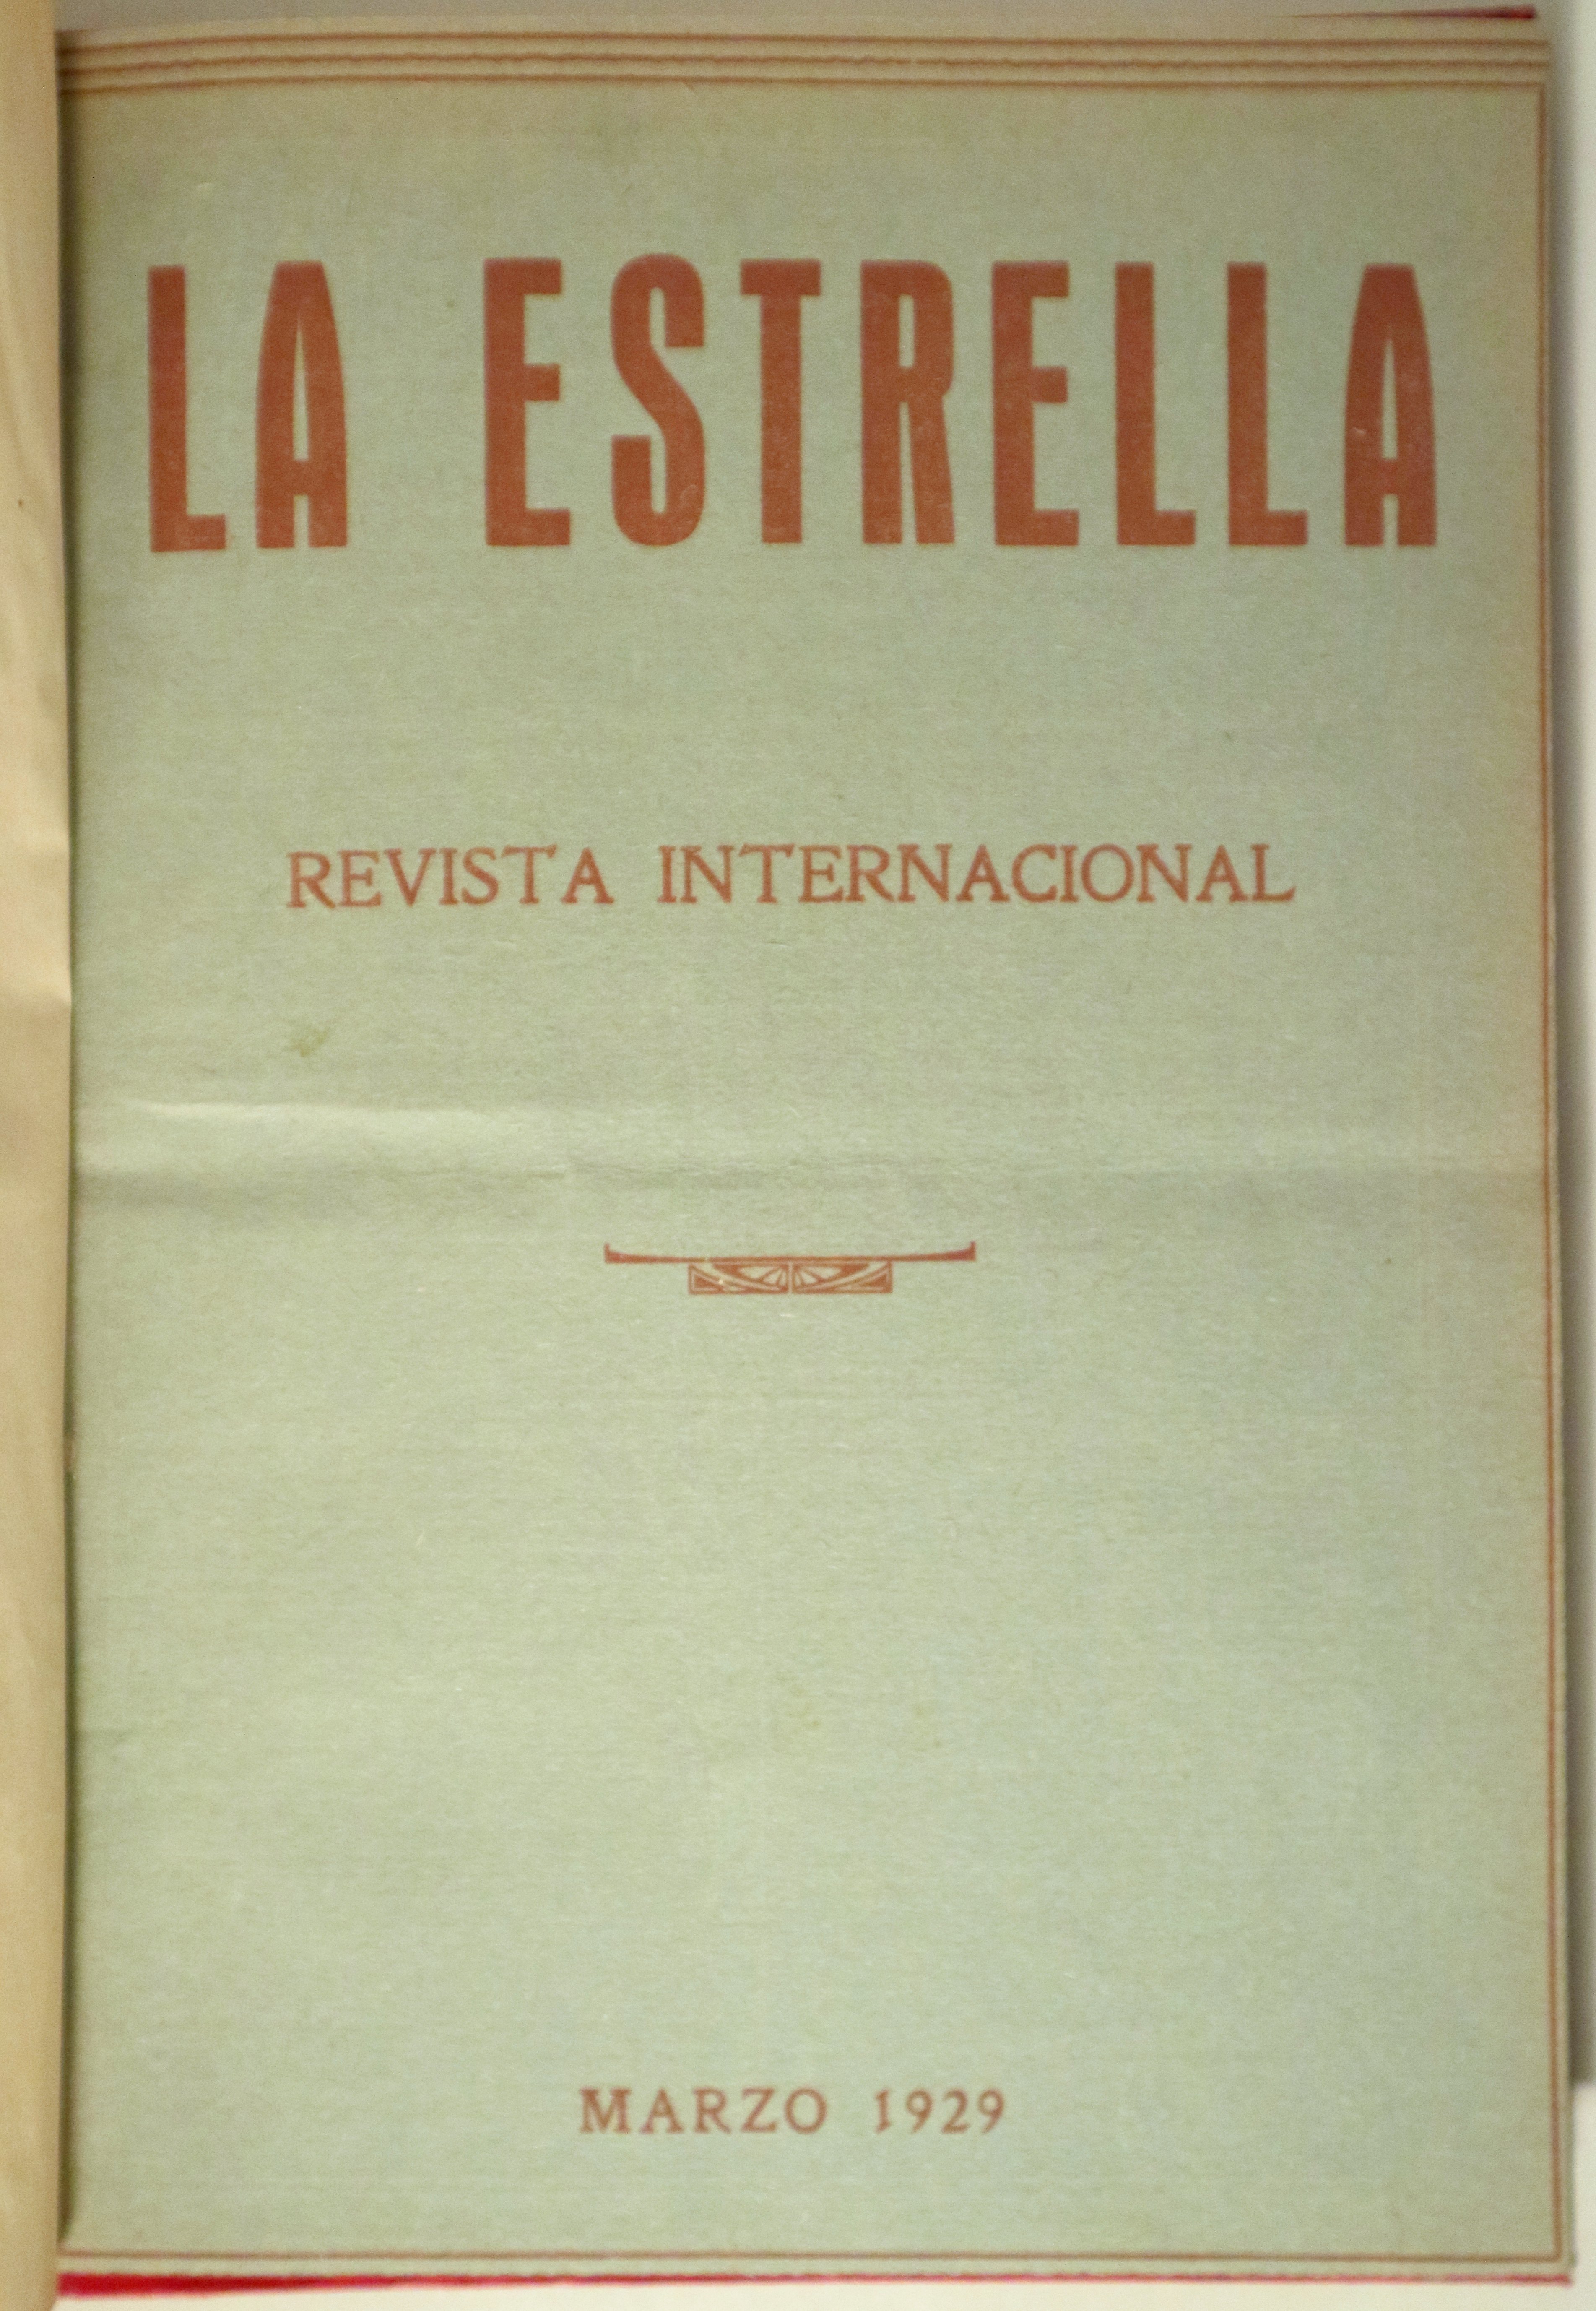 LA ESTRELLA
REVISTA INTERNACIONAL
MARZO 1929